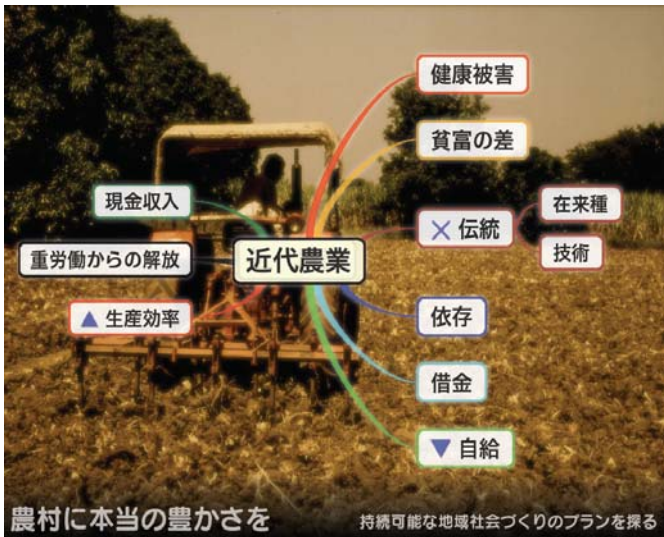 健康被害
貧富の差
現金収入
× 伝統
在来種
技術
重労働からの解放
近代農業
▲ 生産効率
依存
借金
▼ 自給
農村に本当の豊かさを
持続可能な地域社会づくりのプランを探る